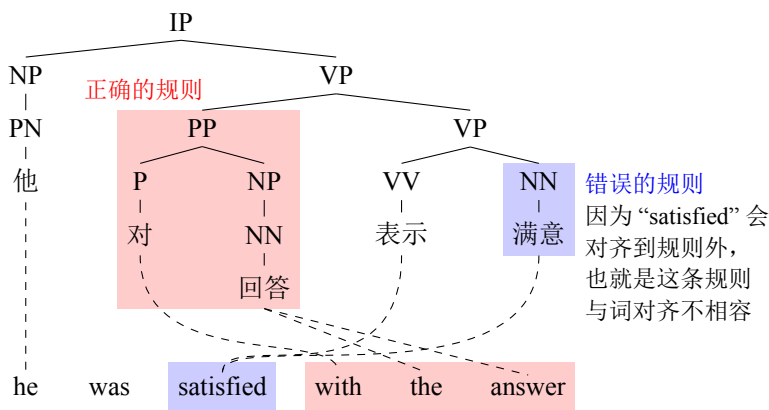 IP
NP VP
正确的规则
PN PP VP
他 P NP VV NN 错误的规则
对 NN 表示 满意 因为 “satisfied” 会
对齐到规则外，
回答 也就是这条规则
与词对齐不相容
he was satisfied with the answer